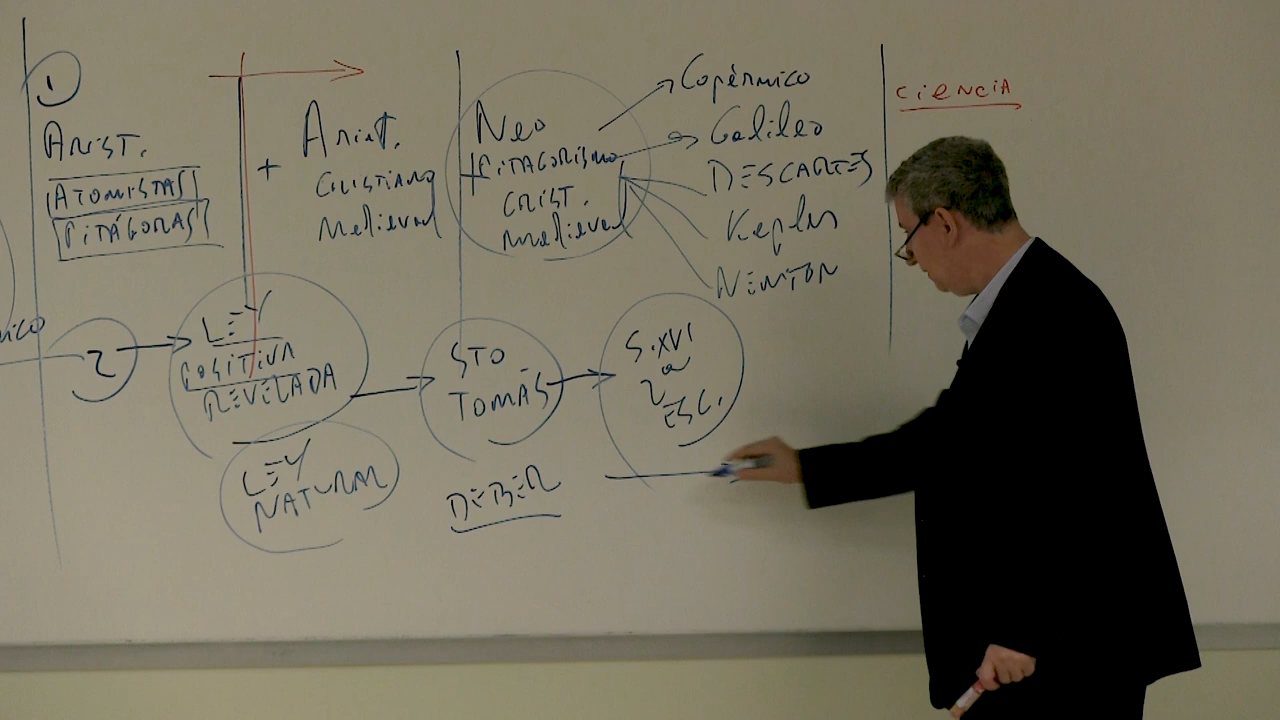 1
ARIST.
ATOMISTAS
PITÁGORAS
+ Arist.
CRISTIANO
Medieval
Neo
PITAGORISMO
CRIST.
Medieval
Copérnico
Galileo
DESCARTES
Kepler
NEWTON
CIENCIA
2
LEY
POSITIVA
REVELADA
LEY
NATURAL
STO
TOMÁS
DEBER
S. XVI
2a
ESC.